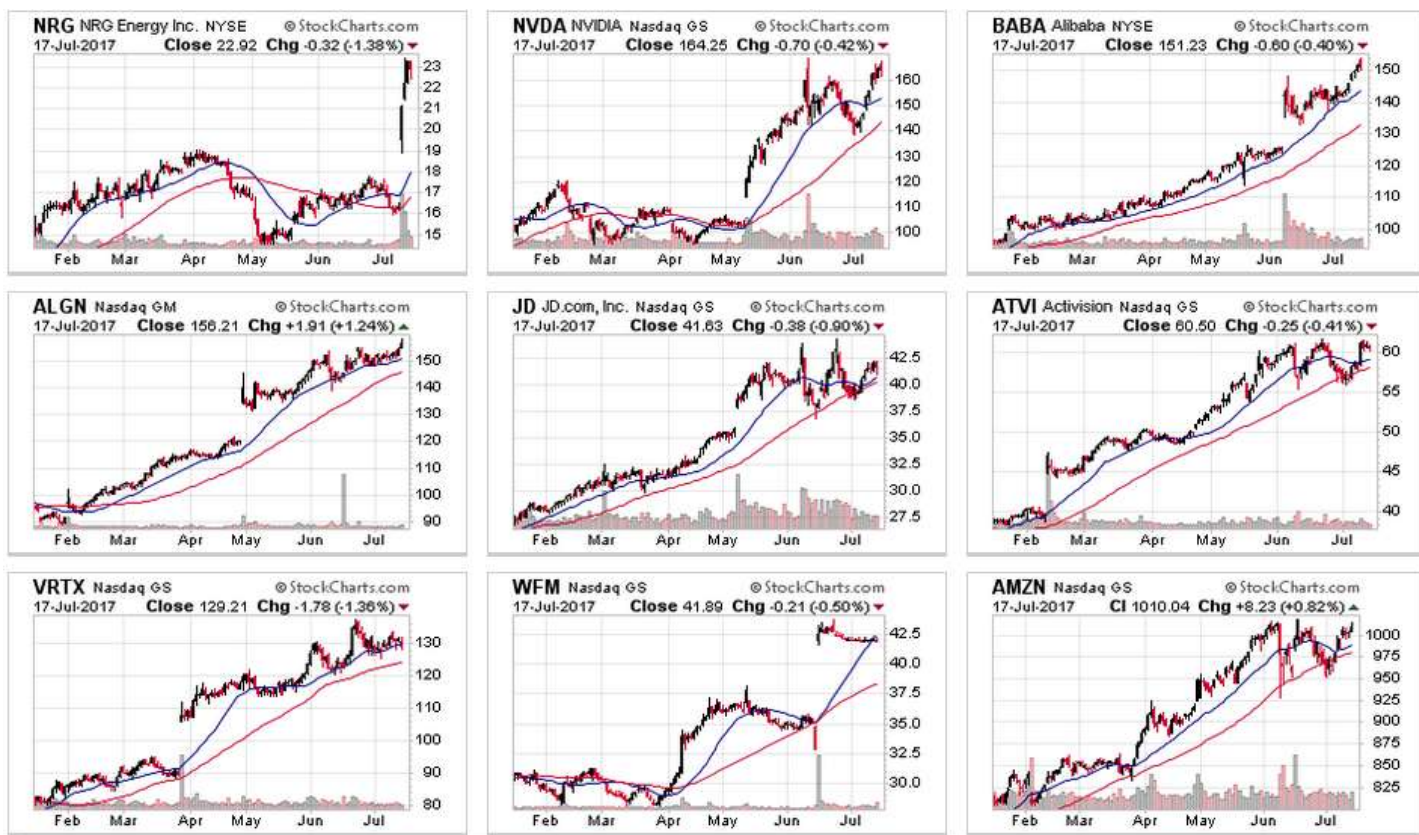 NRG NRG Energy Inc. NYSE © StockCharts.com
17-Jul-2017 Close 22.92 Chg -0.32 (-1.38%)
23
22
21
20
19
18
17
16
15
Feb Mar Apr May Jun Jul
NVDA NVIDIA Nasdaq GS © StockCharts.com
17-Jul-2017 Close 164.25 Chg -0.70 (-0.42%)
160
150
140
130
120
110
100
Feb Mar Apr May Jun Jul
BABA Alibaba NYSE © StockCharts.com
17-Jul-2017 Close 151.23 Chg -0.60 (-0.40%)
150
140
130
120
110
100
Feb Mar Apr May Jun Jul
ALGN Nasdaq GM © StockCharts.com
17-Jul-2017 Close 156.21 Chg +1.91 (+1.24%)
150
140
130
120
110
100
90
Feb Mar Apr May Jun Jul
JD JD.com, Inc. Nasdaq GS © StockCharts.com
17-Jul-2017 Close 41.63 Chg -0.38 (-0.90%)
42.5
40.0
37.5
35.0
32.5
30.0
27.5
Feb Mar Apr May Jun Jul
ATVI Activision Nasdaq GS © StockCharts.com
17-Jul-2017 Close 60.50 Chg -0.25 (-0.41%)
60
55
50
45
40
Feb Mar Apr May Jun Jul
VRTX Nasdaq GS © StockCharts.com
17-Jul-2017 Close 129.21 Chg -1.78 (-1.36%)
130
120
110
100
90
80
Feb Mar Apr May Jun Jul
WFM Nasdaq GS © StockCharts.com
17-Jul-2017 Close 41.89 Chg -0.21 (-0.50%)
42.5
40.0
37.5
35.0
32.5
30.0
Feb Mar Apr May Jun Jul
AMZN Nasdaq GS © StockCharts.com
17-Jul-2017 Cl 1010.04 Chg +8.23 (+0.82%)
1000
975
950
925
900
875
850
825
Feb Mar Apr May Jun Jul